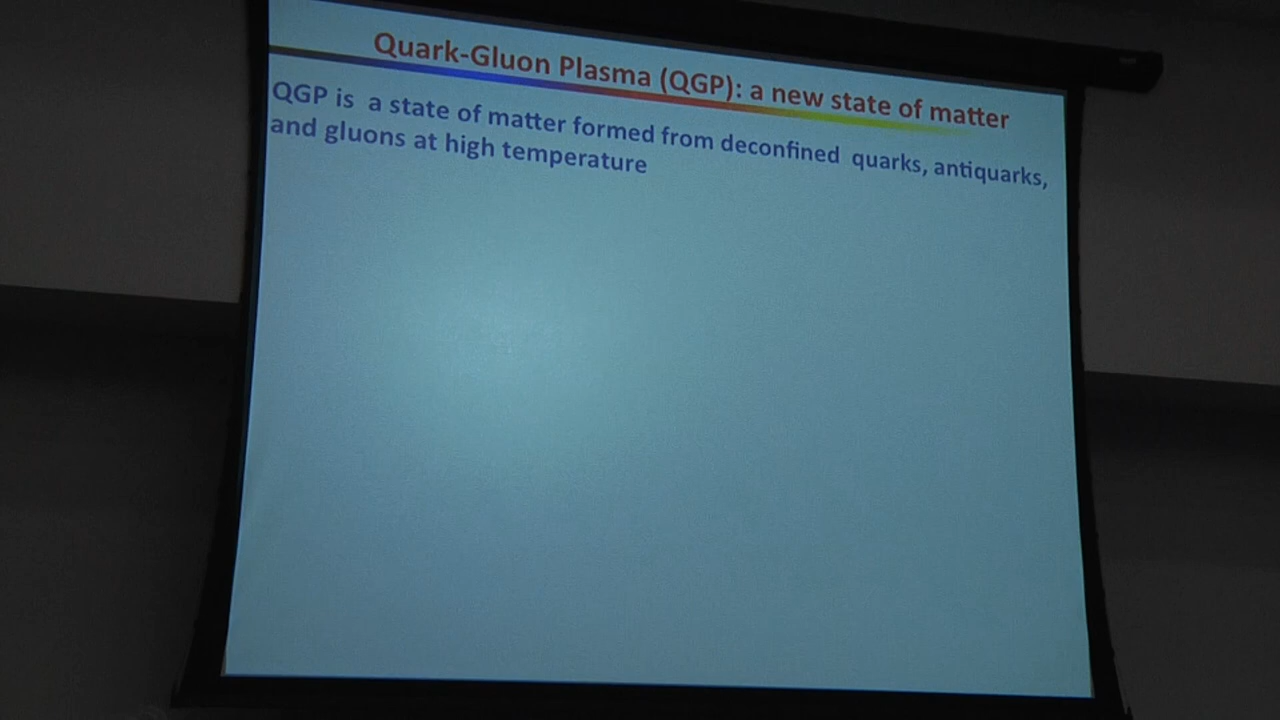 Quark-Gluon Plasma (QGP): a new state of matter
QGP is a state of matter formed from deconfined quarks, antiquarks,
and gluons at high temperature